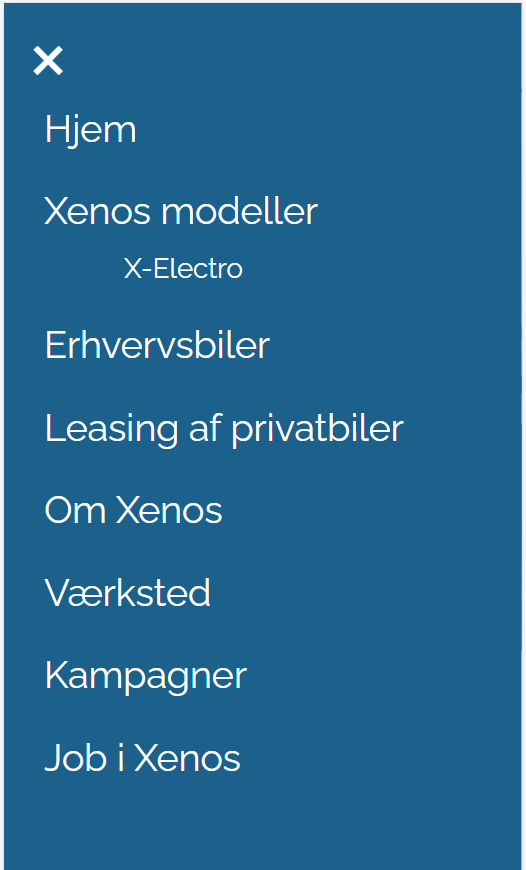 Hjem
Xenos modeller
X-Electro
Erhvervsbiler
Leasing af privatbiler
Om Xenos
Værksted
Kampagner
Job i Xenos